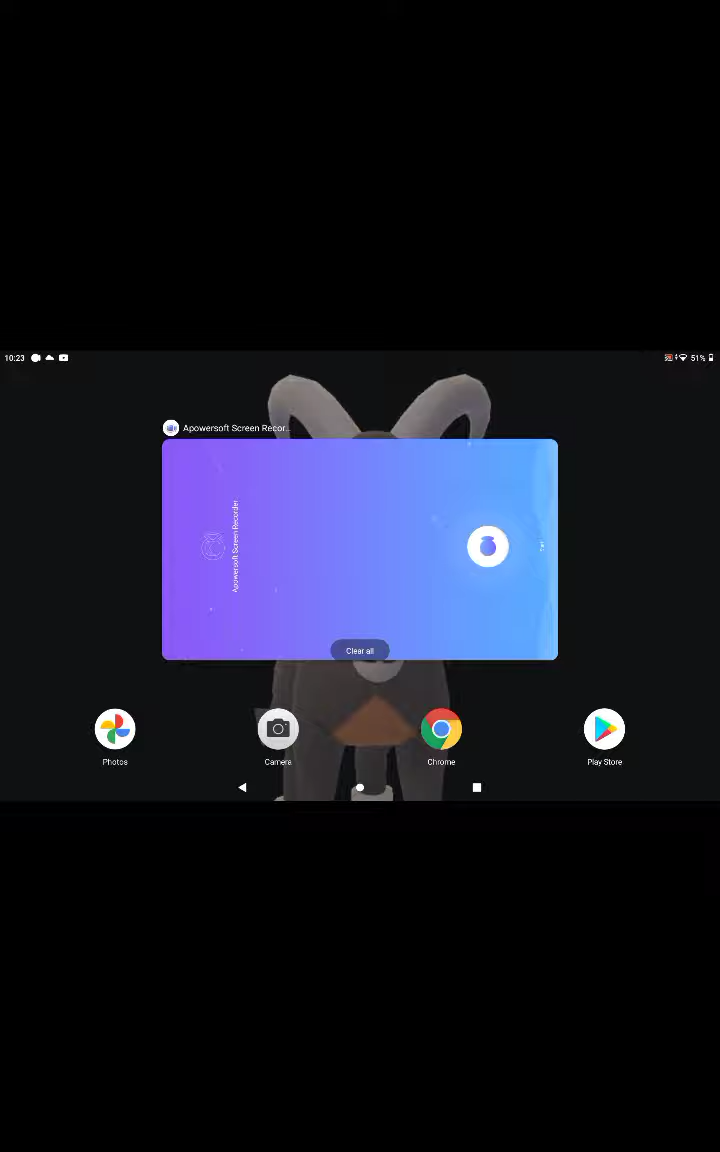 10:23 51%
Apowersoft Screen Recor...
Apowersoft Screen Recorder
Clear all
Photos Camera Chrome Play Store